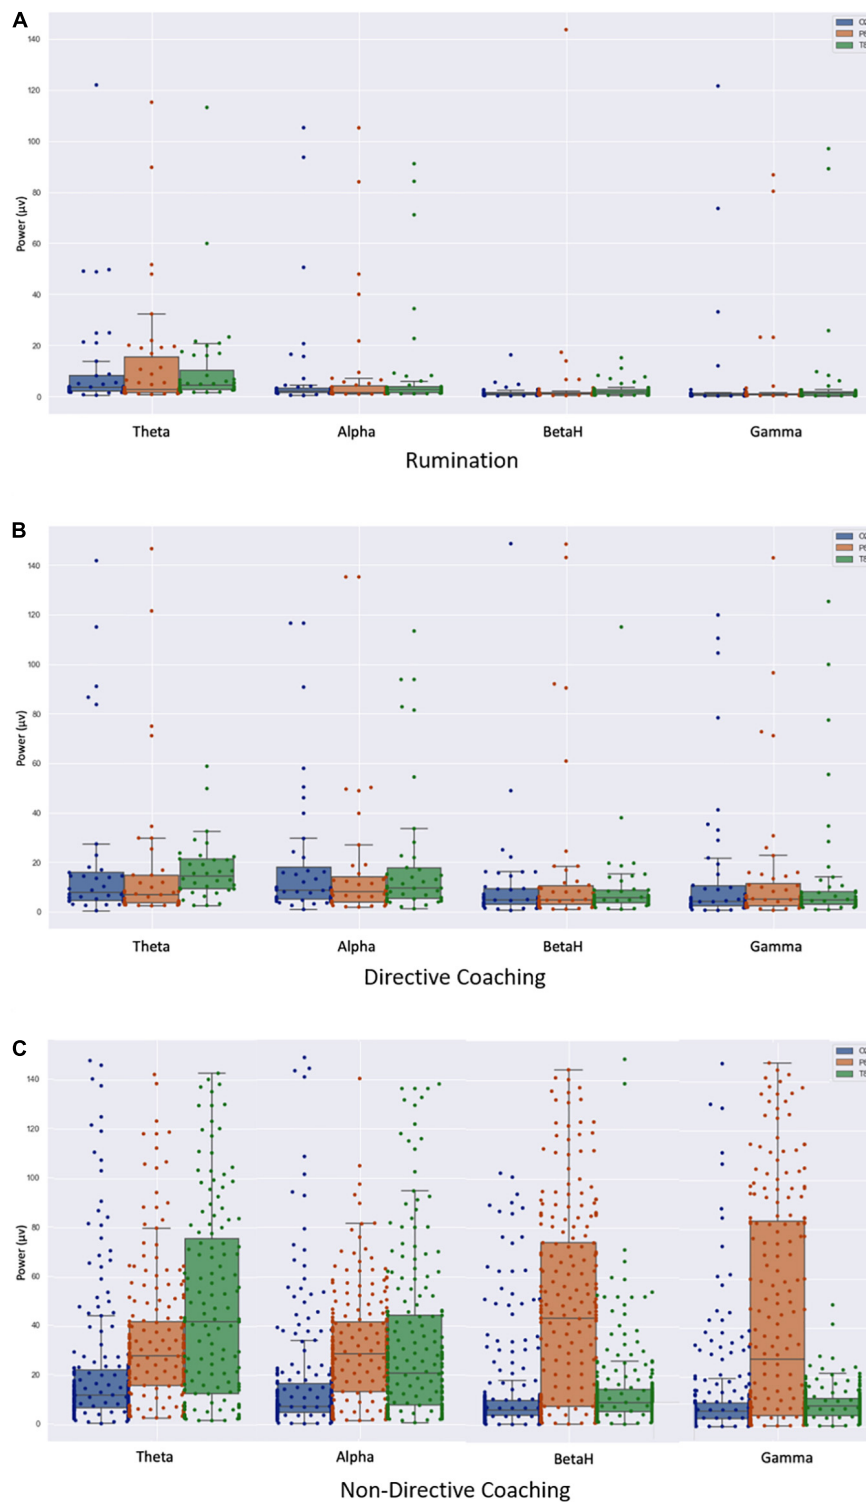 A
140
120
100
80
60
40
20
0
Power (µv)
Theta Alpha BetaH Gamma
Rumination
B
140
120
100
80
60
40
20
0
Power (µv)
Theta Alpha BetaH Gamma
Directive Coaching
C
140
120
100
80
60
40
20
0
Power (µv)
Theta Alpha BetaH Gamma
Non-Directive Coaching